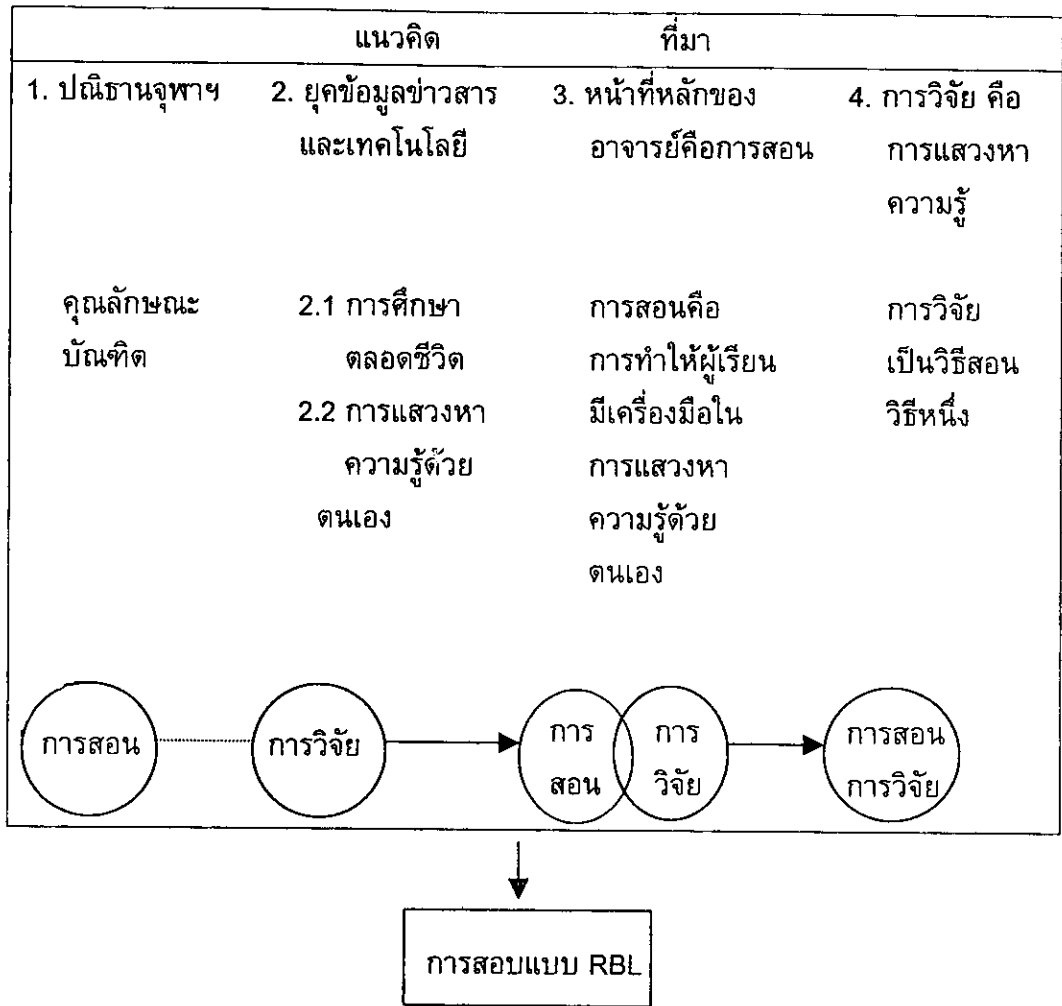 แนวคิด ที่มา
1. ปณิธานจุฬาฯ 2. ยุคข้อมูลข่าวสาร 3. หน้าที่หลักของ 4. การวิจัย คือ
และเทคโนโลยี อาจารย์คือการสอน การแสวงหา
ความรู้
คุณลักษณะ 2.1 การศึกษา การสอนคือ การวิจัย
บัณฑิต ตลอดชีวิต การทำให้ผู้เรียน เป็นวิธีสอน
2.2 การแสวงหา มีเครื่องมือใน วิธีหนึ่ง
ความรู้ด้วย การแสวงหา
ตนเอง ความรู้ด้วย
ตนเอง
การสอน การวิจัย การ การ การสอน
สอน วิจัย การวิจัย
การสอบแบบ RBL